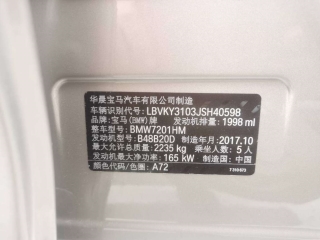 华晨宝马汽车有限公司制造
车辆识别代号: LBVKY3103JSH40598
品牌: 宝马(BMW)牌 发动机排量: 1998 ml
整车型号: BMW7201HM
发动机型号: B48B20D 制造年月: 2017.10
最大允许总质量: 2235 kg 乘坐人数: 5 人
发动机最大净功率: 165 kW 制造国: 中国
颜色代码/色圈: A72